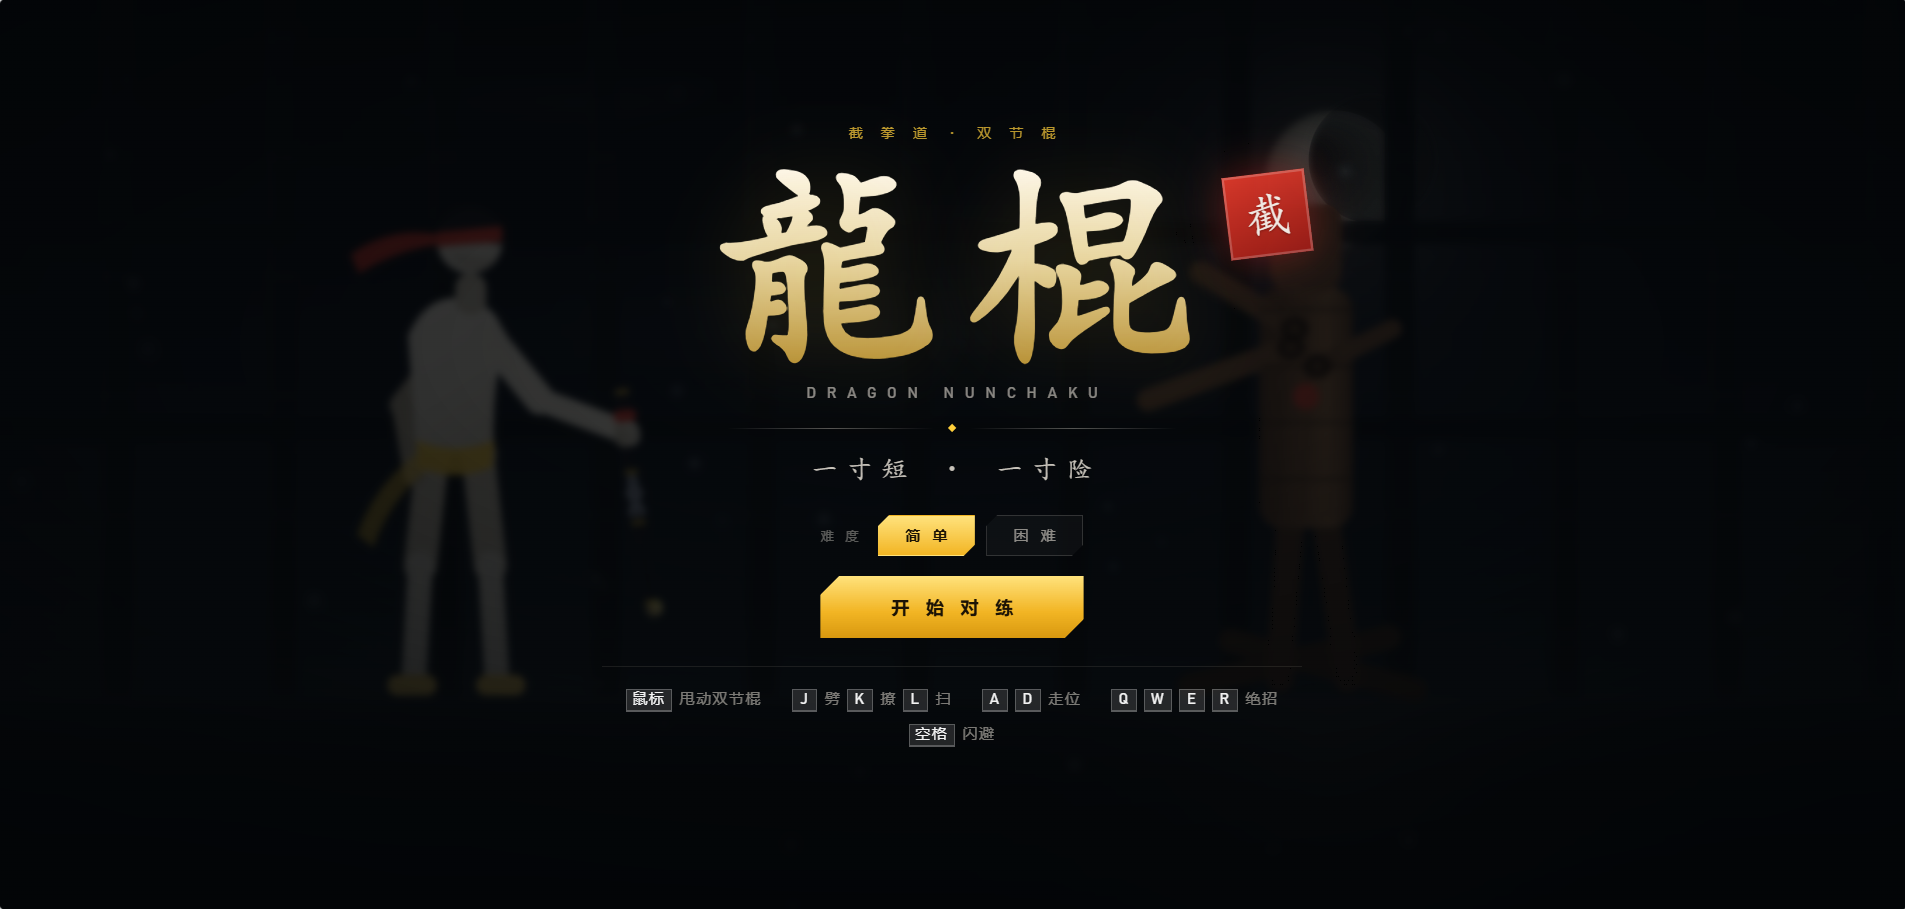 截拳道·双节棍
龍棍
截
DRAGON NUNCHAKU
一寸短·一寸险
难度 简单 困难
开始对练
鼠标 甩动双节棍 J 劈 K 撩 L 扫 A D 走位 Q W E R 绝招
空格 闪避